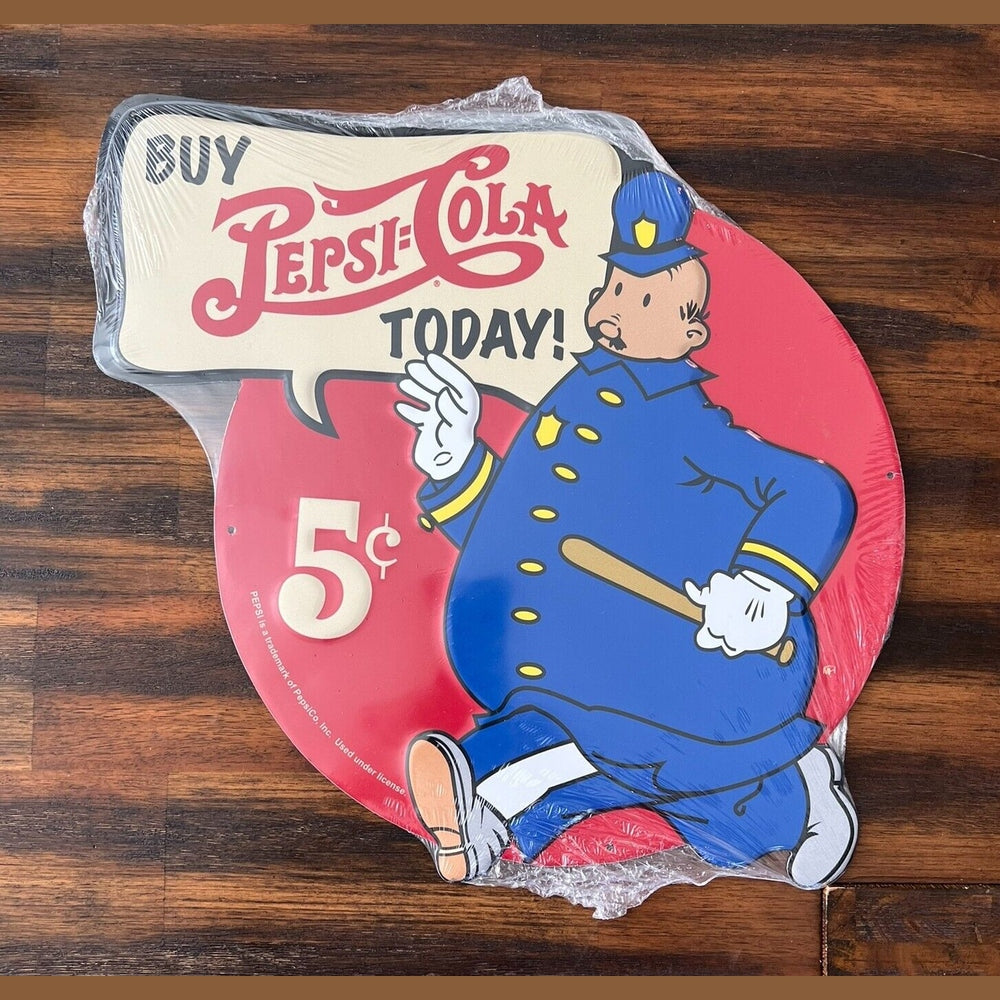 BUY
PEPSI=COLA®
TODAY!
5¢
PEPSI is a trademark of PepsiCo, Inc. Used under license.